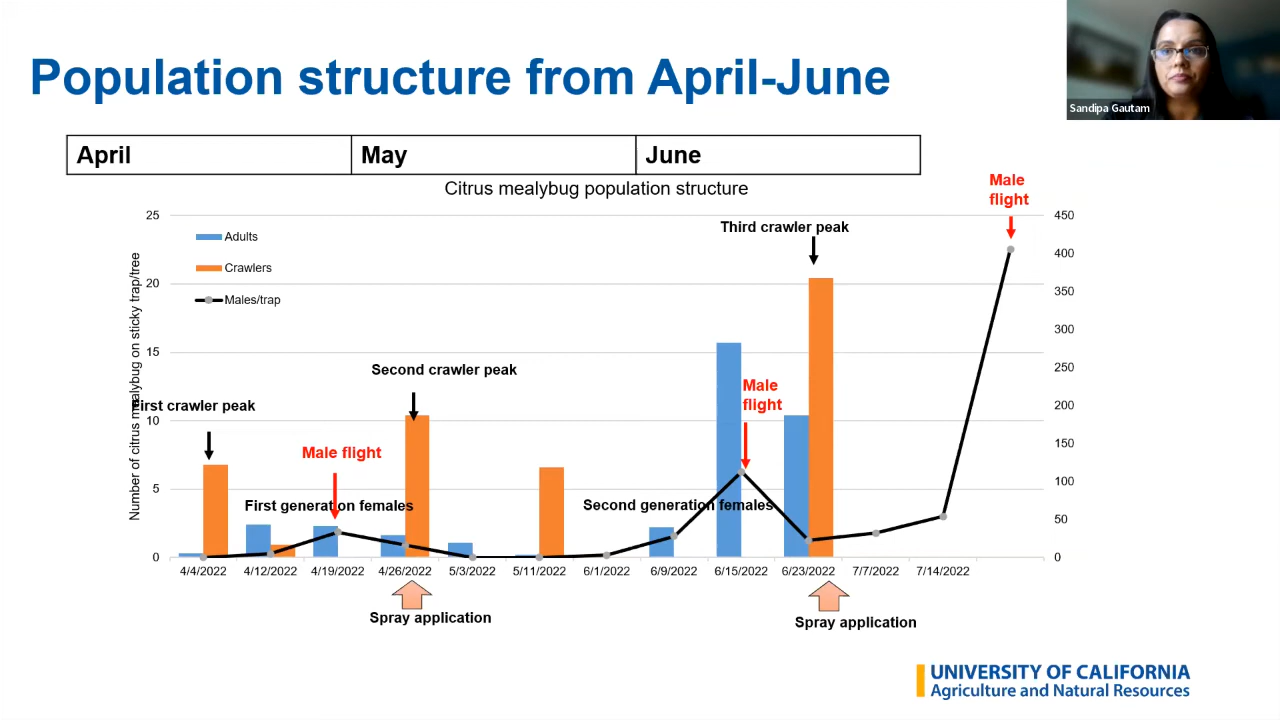 Sandipa Gautam
Population structure from April-June
April May June
Citrus mealybug population structure
Number of citrus mealybug on sticky trap/tree
25
20
15
10
5
0
450
400
350
300
250
200
150
100
50
0
Adults
Crawlers
Males/trap
First crawler peak
Male flight
First generation females
Second crawler peak
Second generation females
Male
flight
Third crawler peak
Male
flight
4/4/2022 4/12/2022 4/19/2022 4/26/2022 5/3/2022 5/11/2022 6/1/2022 6/9/2022 6/15/2022 6/23/2022 7/7/2022 7/14/2022
Spray application
Spray application
UNIVERSITY OF CALIFORNIA
Agriculture and Natural Resources